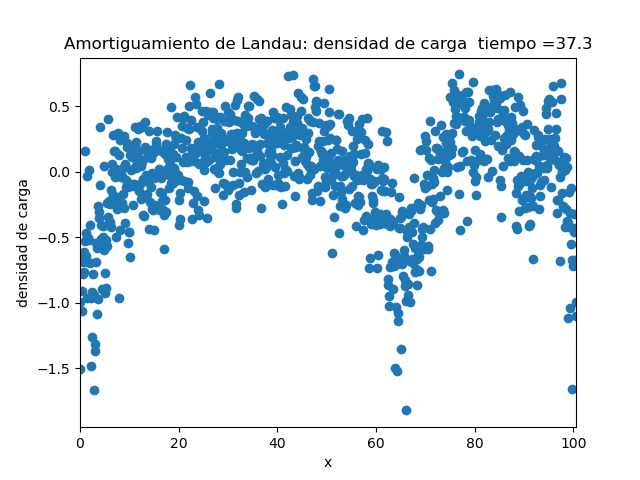 Amortiguamiento de Landau: densidad de carga  tiempo =37.3
densidad de carga
0.5
0.0
−0.5
−1.0
−1.5
0 20 40 60 80 100
x